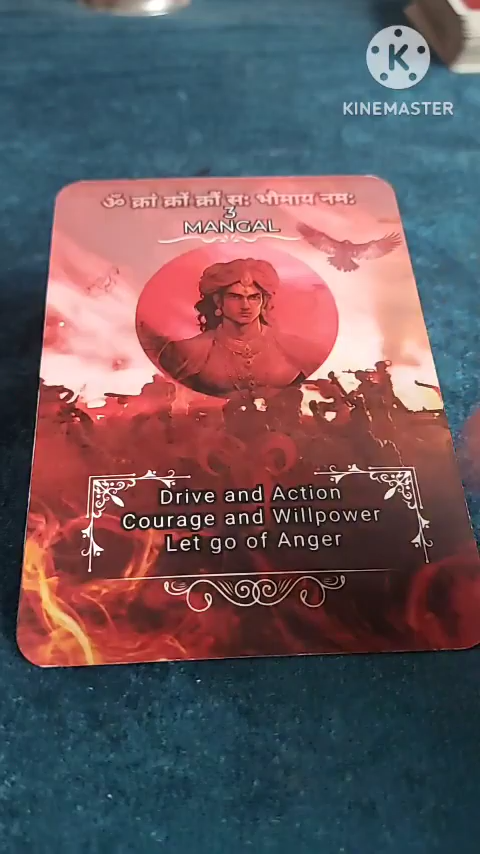 K
KINEMASTER
ॐ क्रां क्रीं क्रौं सः भौमाय नमः
3
MANGAL
Drive and Action
Courage and Willpower
Let go of Anger